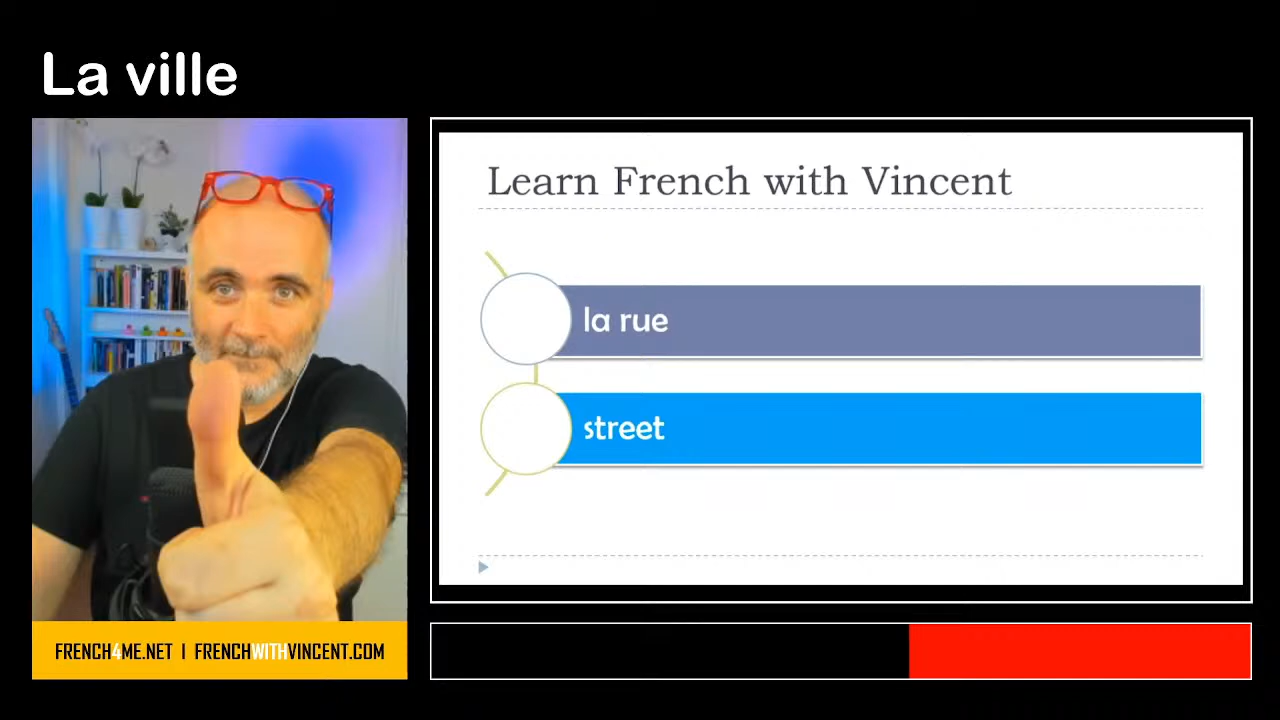 La ville
Learn French with Vincent
la rue
street
FRENCH4ME.NET I FRENCHWITHVINCENT.COM